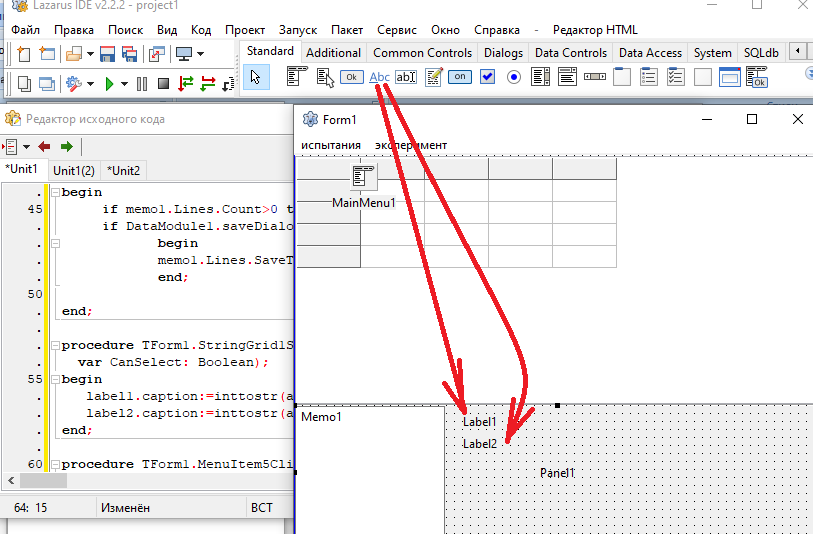 Lazarus IDE v2.2.2 - project1
Файл Правка Поиск Вид Код Проект Запуск Пакет Сервис Окно Справка - Редактор HTML
Standard Additional Common Controls Dialogs Data Controls Data Access System SQLdb
Ok Abc abI on Ok
Редактор исходного кода
*Unit1 Unit1(2) *Unit2
. begin
45 if memo1.Lines.Count>0 t
. if DataModule1.saveDialo
. begin
. memo1.Lines.SaveT
. end;
50
. end;
.
. procedure TForm1.StringGrid1S
. var CanSelect: Boolean);
55 begin
. label1.caption:=inttostr(a
. label2.caption:=inttostr(a
. end;
.
60 procedure TForm1.MenuItem5Cli
64: 15 Изменён ВСТ
Form1
испытания эксперимент
MainMenu1
Memo1
Label1
Label2
Panel1